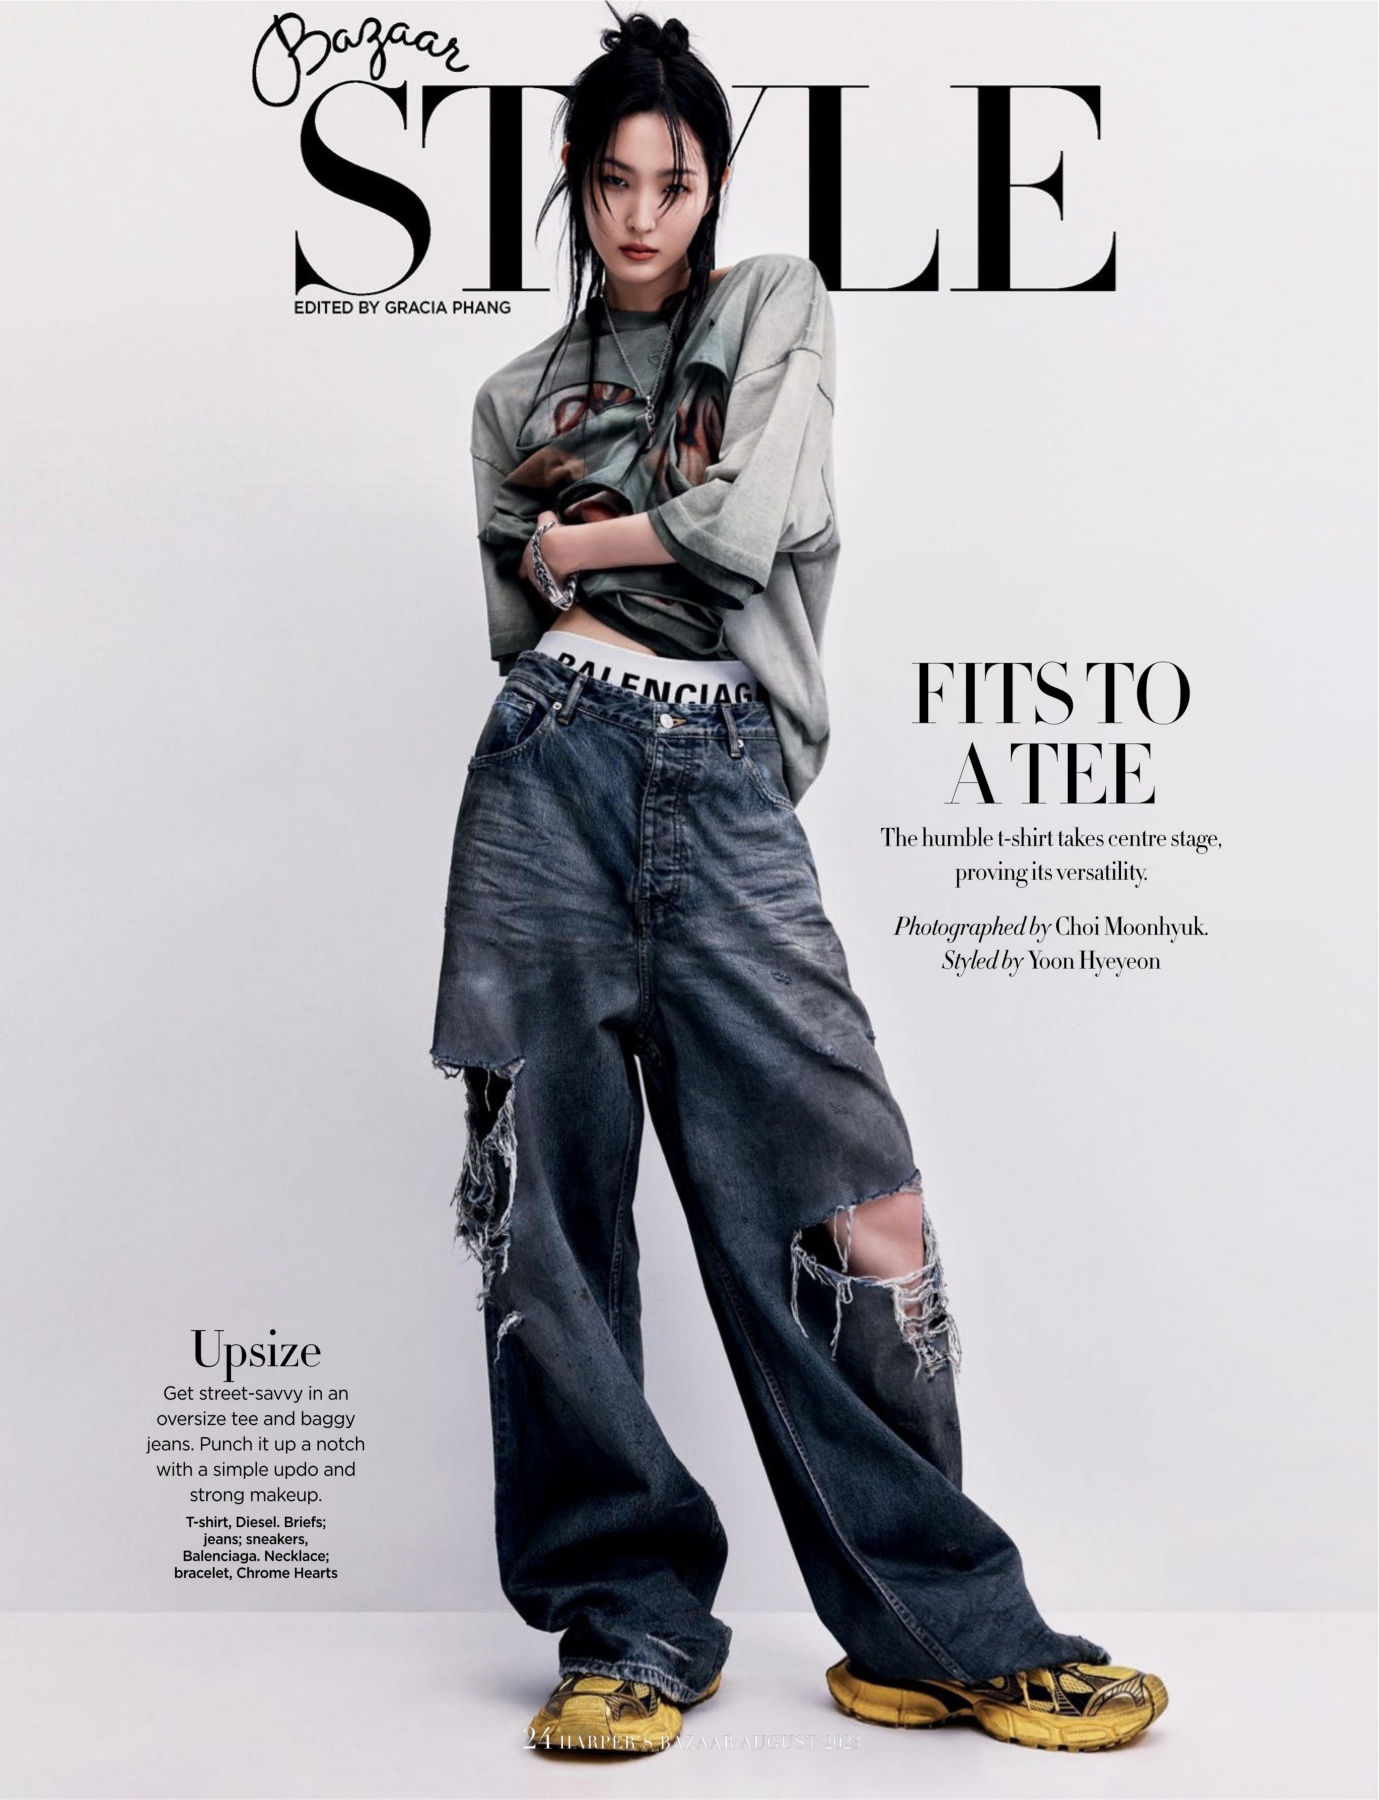 Bazaar
STYLE
EDITED BY GRACIA PHANG
BALENCIAGA
FITS TO
A TEE
The humble t-shirt takes centre stage,
proving its versatility.
Photographed by Choi Moonhyuk.
Styled by Yoon Hyeyeon
Upsize
Get street-savvy in an
oversize tee and baggy
jeans. Punch it up a notch
with a simple updo and
strong makeup.
T-shirt, Diesel. Briefs;
jeans; sneakers,
Balenciaga. Necklace;
bracelet, Chrome Hearts
24 HARPER'S BAZAAR AUGUST 2023